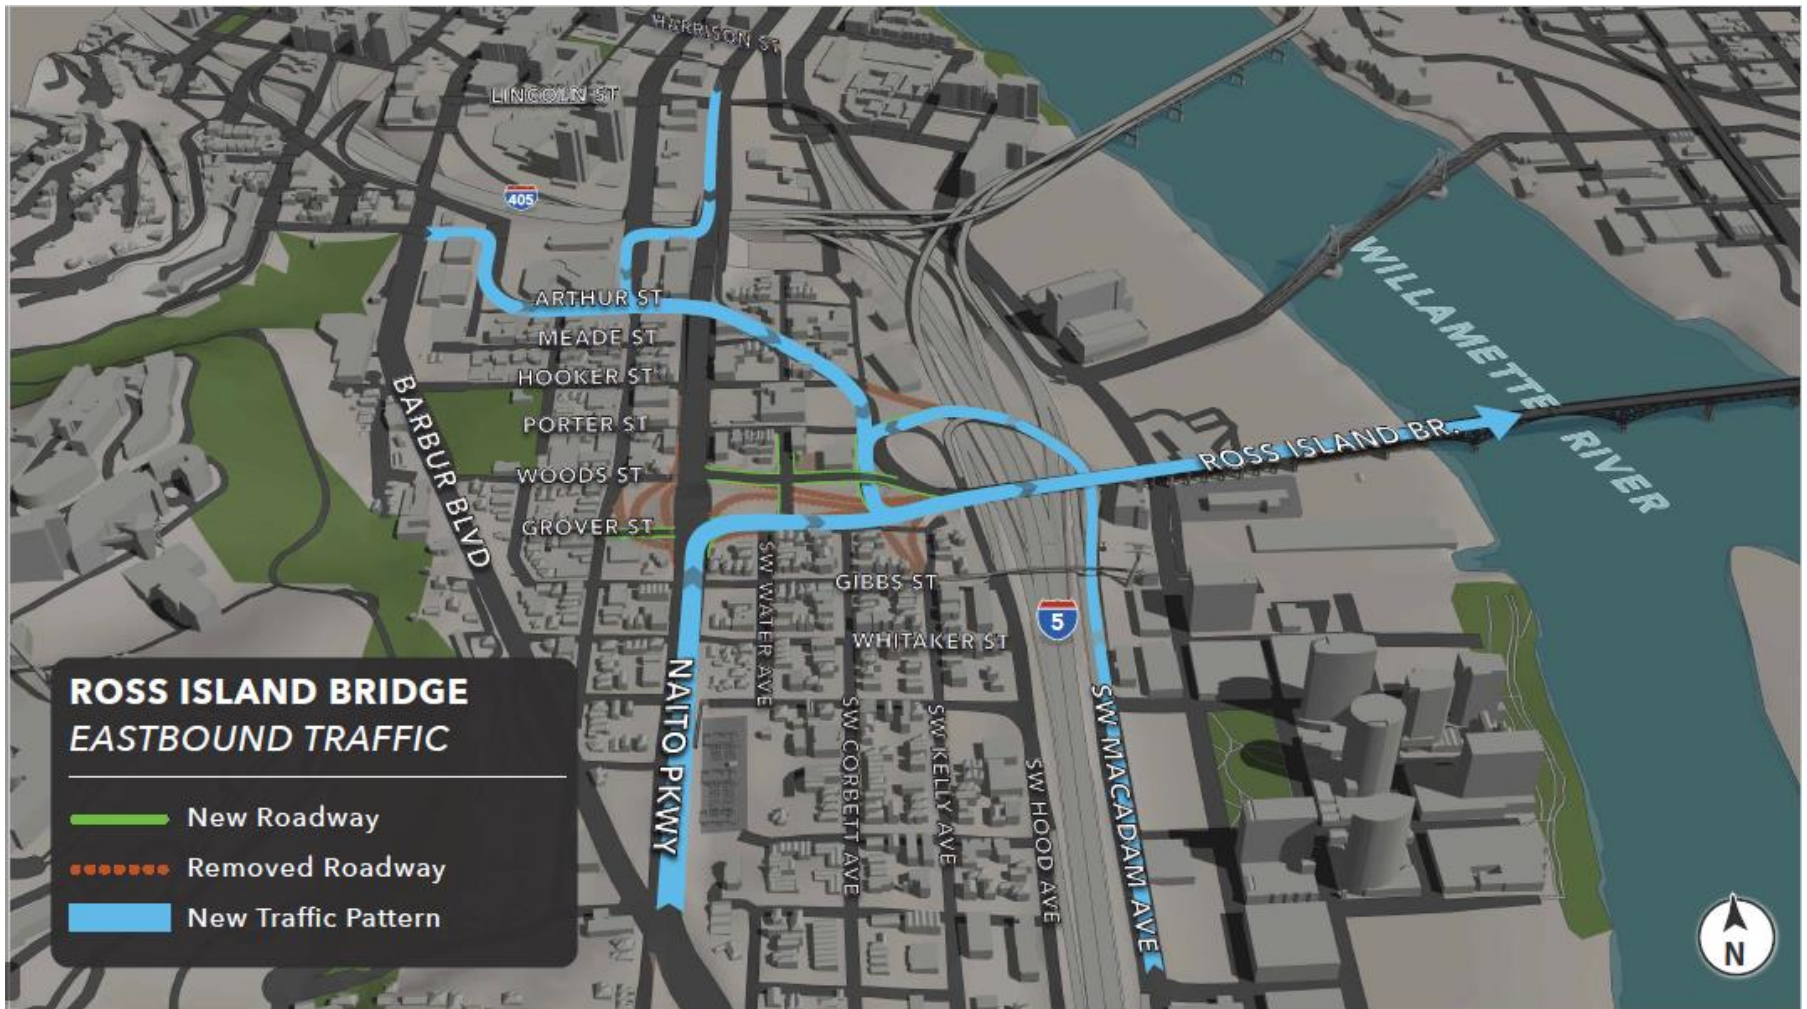 HARRISON ST
LINCOLN ST
405
ARTHUR ST
MEADE ST
HOOKER ST
PORTER ST
WOODS ST
GROVER ST
BARBUR BLVD
NAITO PKWY
SW WATER AVE
GIBBS ST
WHITAKER ST
SW CORBETT AVE
SW KELLY AVE
SW HOOD AVE
5
SW MACADAM AVE
ROSS ISLAND BR.
WILLAMETTE
RIVER
ROSS ISLAND BRIDGE
EASTBOUND TRAFFIC
New Roadway
Removed Roadway
New Traffic Pattern
N